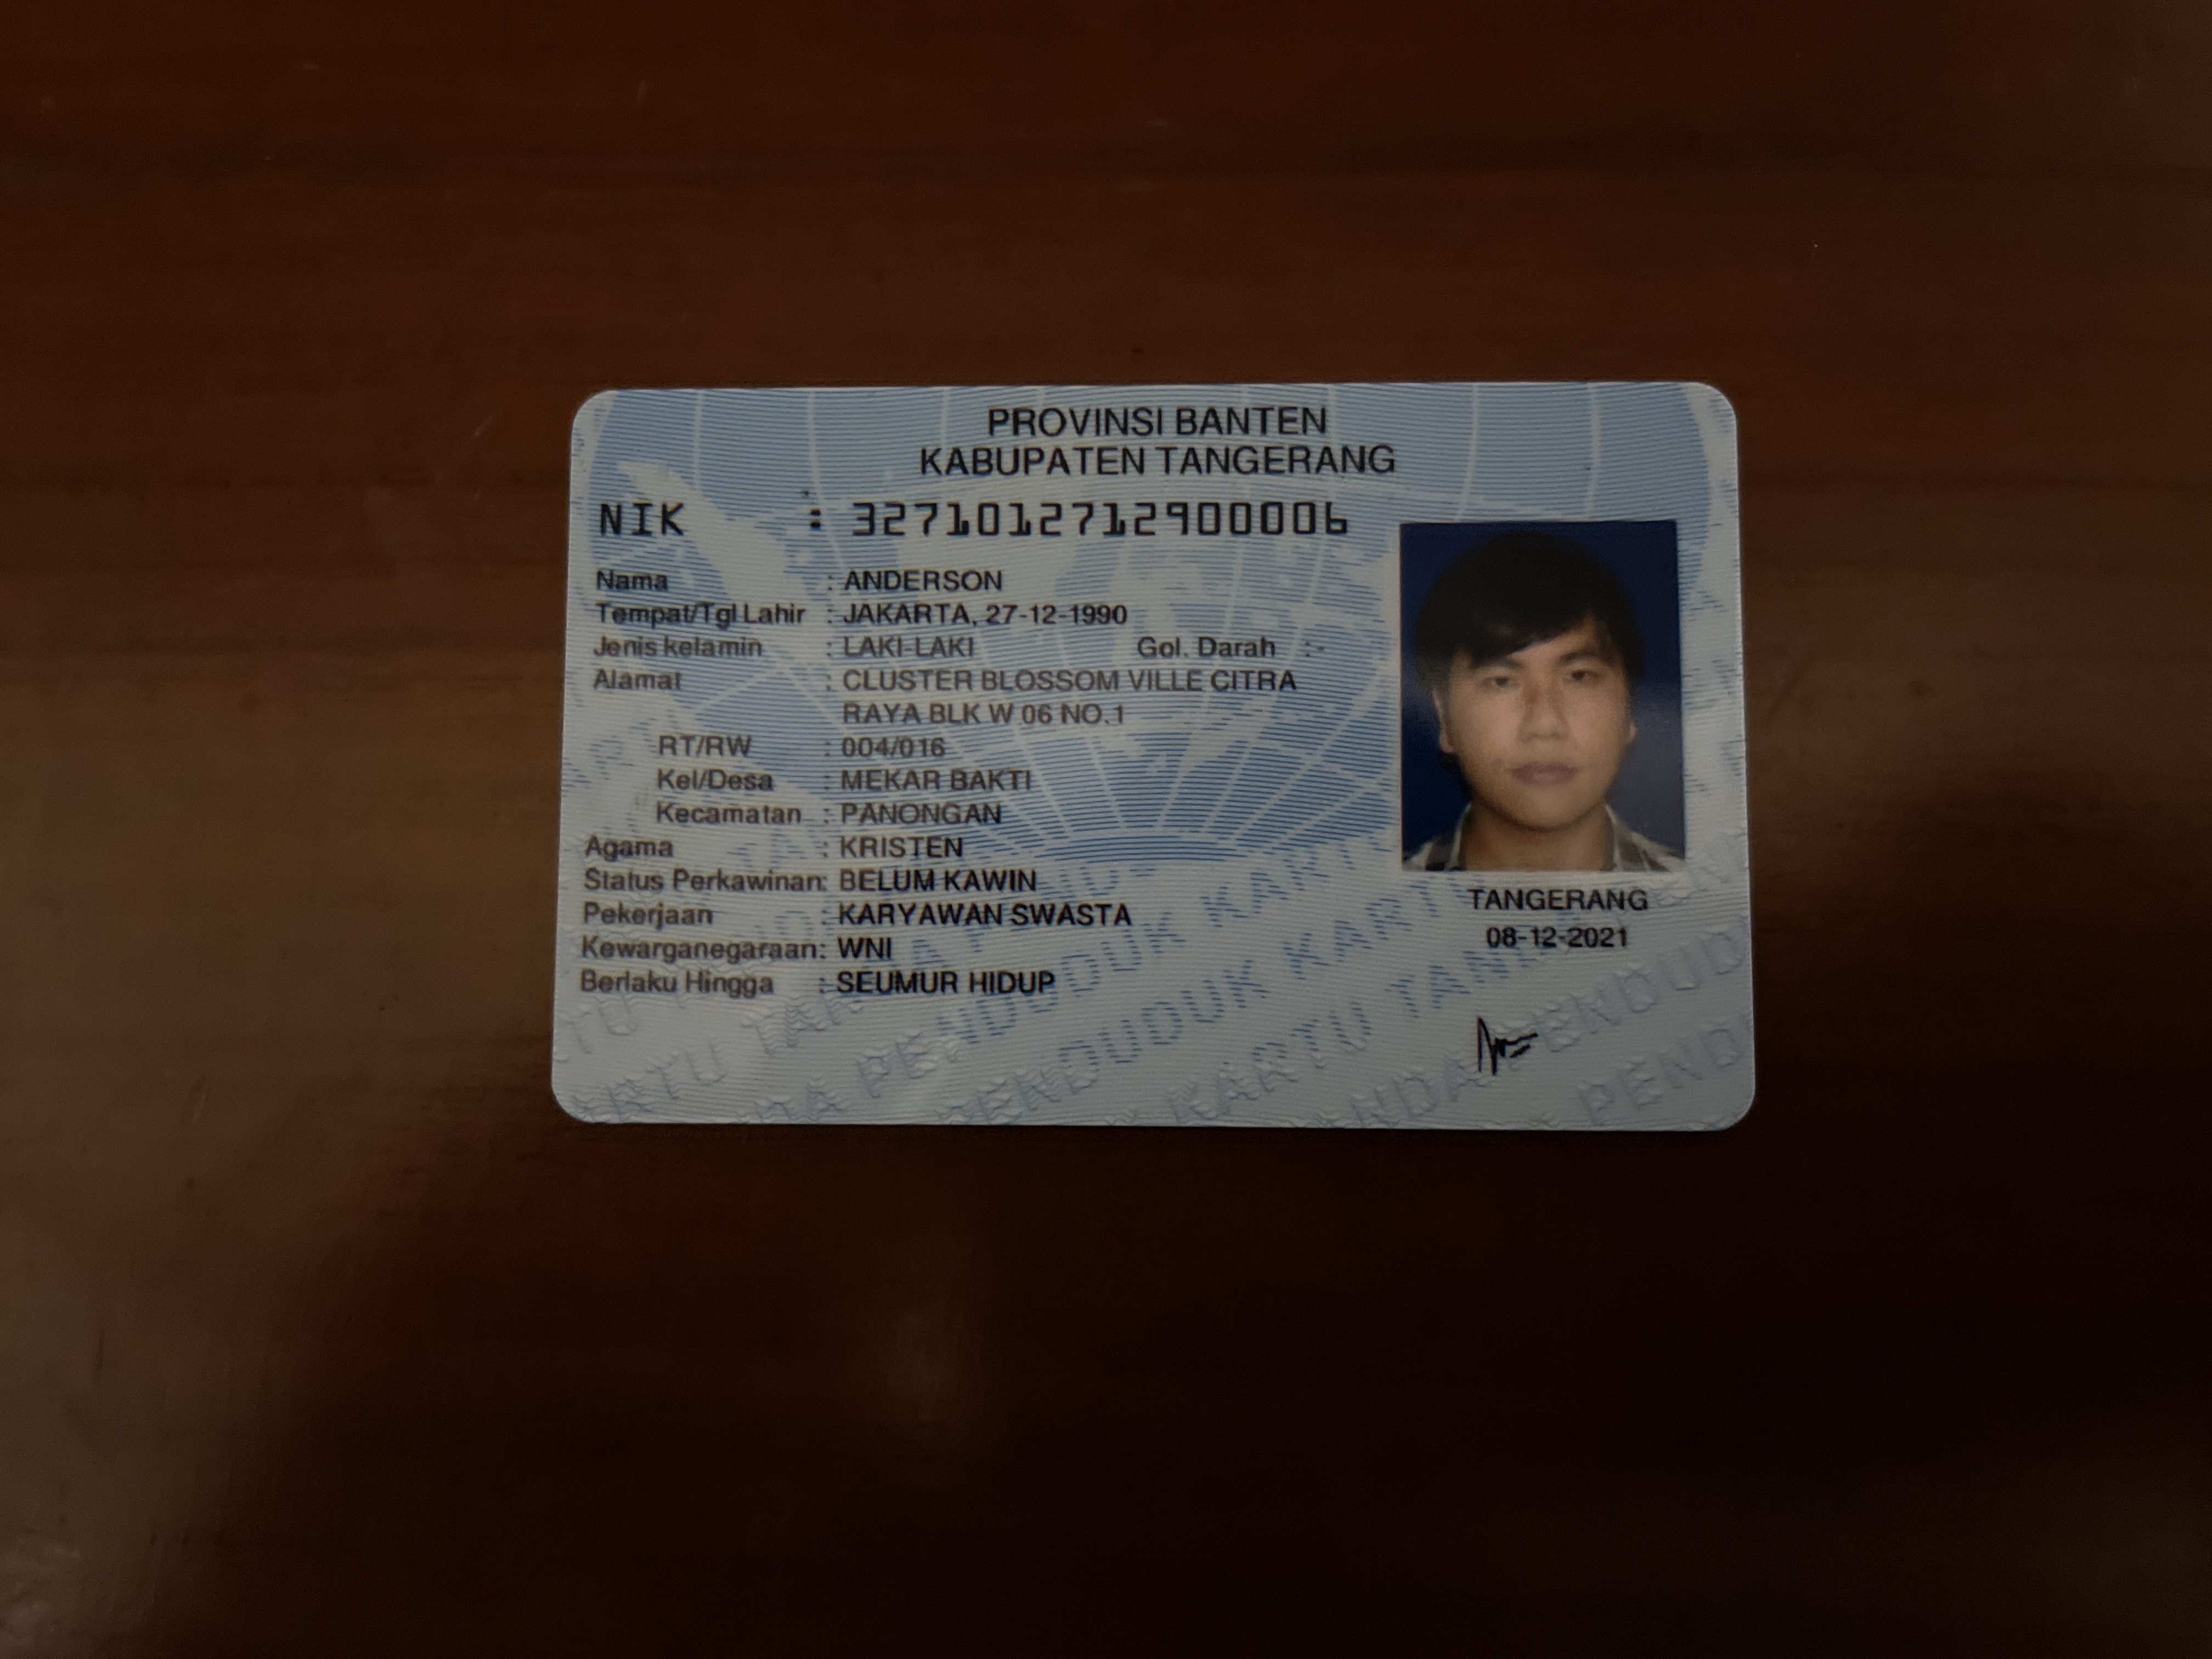 PROVINSI BANTEN
KABUPATEN TANGERANG
NIK : 3271012712900006
Nama : ANDERSON
Tempat/Tgl Lahir : JAKARTA, 27-12-1990
Jenis kelamin : LAKI-LAKI Gol. Darah : -
Alamat : CLUSTER BLOSSOM VILLE CITRA
RAYA BLK W 06 NO.1
RT/RW : 004/016
Kel/Desa : MEKAR BAKTI
Kecamatan : PANONGAN
Agama : KRISTEN
Status Perkawinan: BELUM KAWIN
Pekerjaan : KARYAWAN SWASTA
Kewarganegaraan: WNI
Berlaku Hingga : SEUMUR HIDUP
TANGERANG
08-12-2021